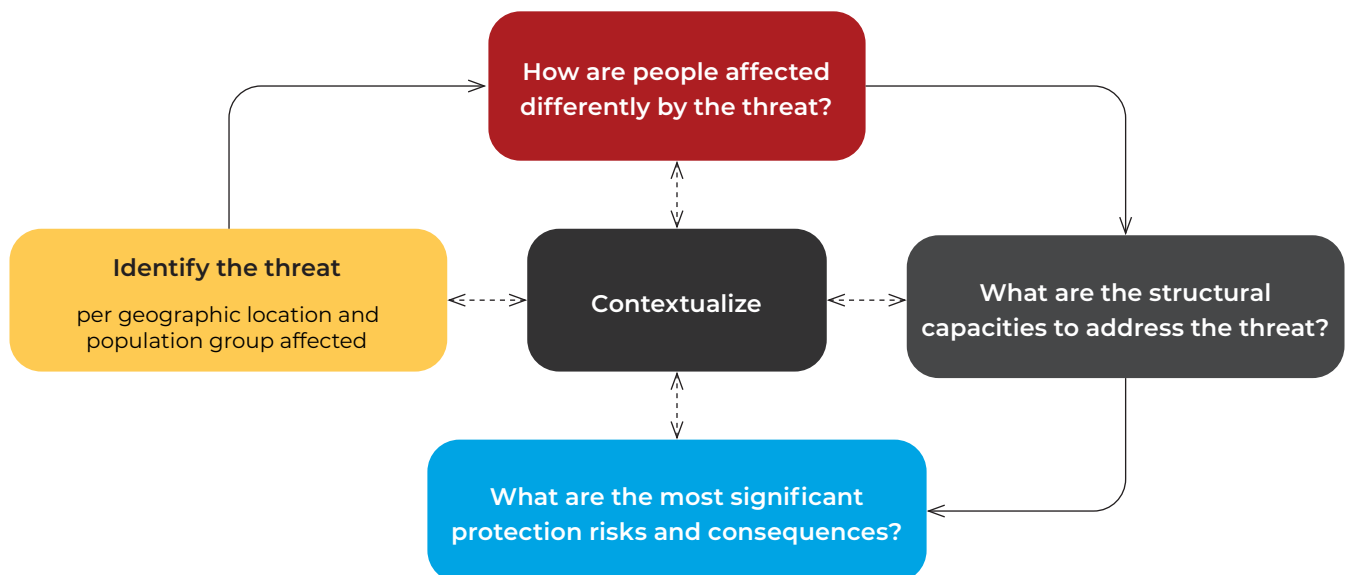 How are people affected
differently by the threat?
Identify the threat
per geographic location and
population group affected
Contextualize
What are the structural
capacities to address the threat?
What are the most significant
protection risks and consequences?